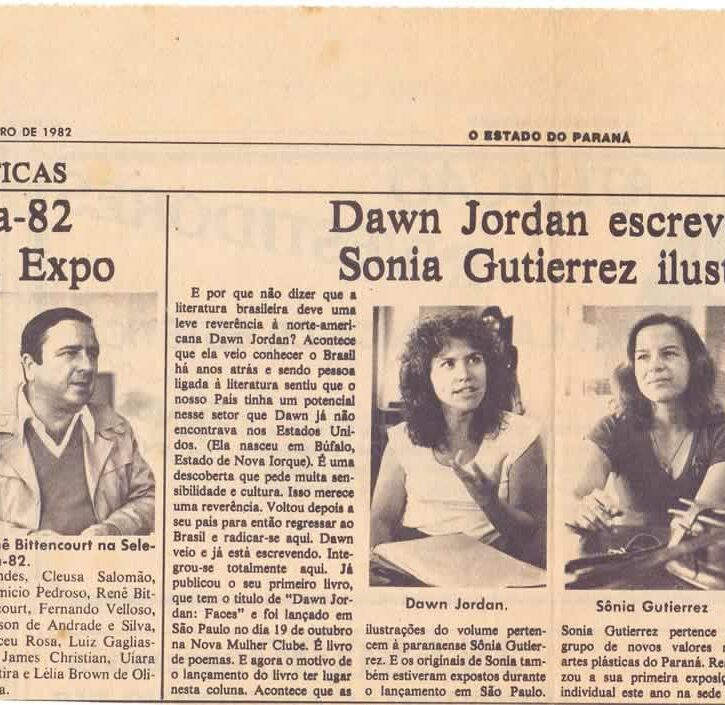 RO DE 1982
O ESTADO DO PARANÁ
TICAS
a-82
Expo
ê Bittencourt na Sele-
-82.
ndes, Cleusa Salomão,
mício Pedroso, Renê Bit-
court, Fernando Velloso,
son de Andrade e Silva,
ceu Rosa, Luiz Gaglias-
James Christian, Uiara
tira e Lélia Brown de Oli-
a.
Dawn Jordan escrev
Sonia Gutierrez ilust
E por que não dizer que a
literatura brasileira deve uma
leve reverência à norte-ameri-
cana Dawn Jordan? Acontece
que ela veio conhecer o Brasil
há anos atrás e sendo pessoa
ligada à literatura sentiu que o
nosso País tinha um potencial
nesse setor que Dawn já não
encontrava nos Estados Uni-
dos. (Ela nasceu em Búfalo,
Estado de Nova Iorque). É uma
descoberta que pede muita sen-
sibilidade e cultura. Isso merece
uma reverência. Voltou depois a
seu país para então regressar ao
Brasil e radicar-se aqui. Dawn
veio e já está escrevendo. Inte-
grou-se totalmente aqui. Já
publicou o seu primeiro livro,
que tem o título de "Dawn Jor-
dan: Faces" e foi lançado em
São Paulo no dia 19 de outubro
na Nova Mulher Clube. É livro
de poemas. E agora o motivo de
o lançamento do livro ter lugar
nesta coluna. Acontece que as
Dawn Jordan.
ilustrações do volume perten-
cem à paranaense Sônia Gutier-
rez. E os originais de Sonia tam-
bém estiveram expostos durante
o lançamento em São Paulo.
Sônia Gutierrez
Sonia Gutierrez pertence
grupo de novos valores n
artes plásticas do Paraná. Re
zou a sua primeira exposiç
individual este ano na sede